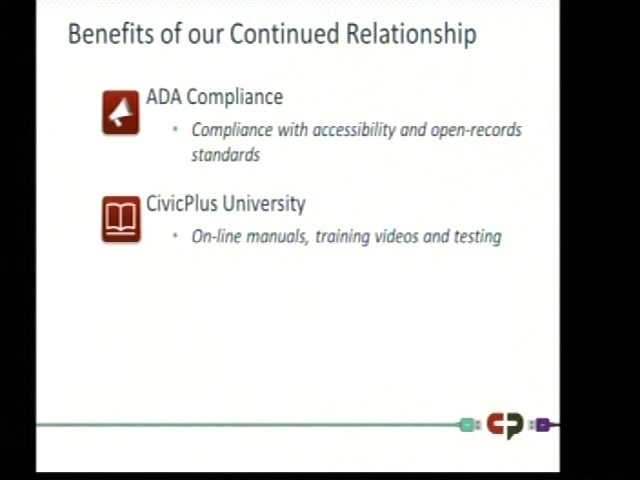 Benefits of our Continued Relationship
ADA Compliance
• Compliance with accessibility and open-records
standards
CivicPlus University
• On-line manuals, training videos and testing
CP